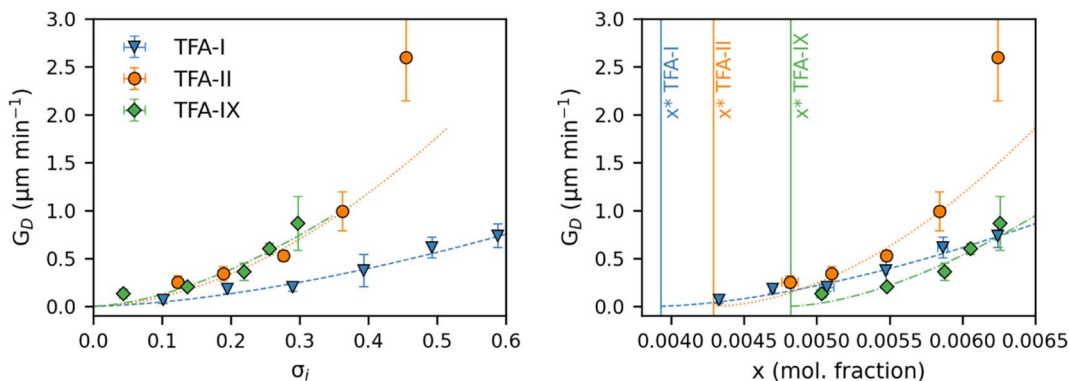 3.0
2.5
2.0
1.5
1.0
0.5
0.0
G_D (μm min⁻¹)
TFA-I
TFA-II
TFA-IX
0.0 0.1 0.2 0.3 0.4 0.5 0.6
σ_i
3.0
2.5
2.0
1.5
1.0
0.5
0.0
G_D (μm min⁻¹)
x* TFA-I
x* TFA-II
x* TFA-IX
0.0040 0.0045 0.0050 0.0055 0.0060 0.0065
x (mol. fraction)